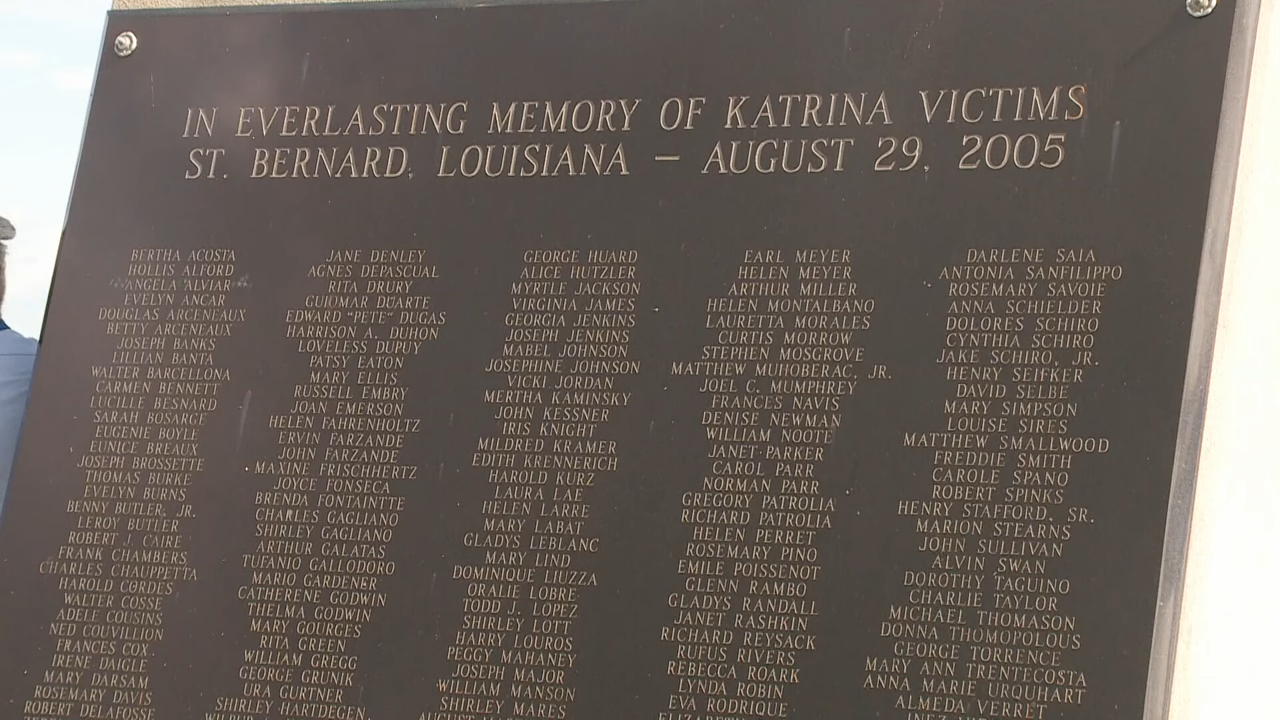 IN EVERLASTING MEMORY OF KATRINA VICTIMS
ST. BERNARD, LOUISIANA – AUGUST 29, 2005
BERTHA ACOSTA
HOLLIS ALFORD
ANGELA ALVIAR
EVELYN ANCAR
DOUGLAS ARCENEAUX
BETTY ARCENEAUX
JOSEPH BANKS
LILLIAN BANTA
WALTER BARCELLONA
CARMEN BENNETT
LUCILLE BESNARD
SARAH BOSARGE
EUGENIE BOYLE
EUNICE BREAUX
JOSEPH BROSSETTE
THOMAS BURKE
EVELYN BURNS
BENNY BUTLER, JR.
LEROY BUTLER
ROBERT J. CAIRE
FRANK CHAMBERS
CHARLES CHAUPPETTA
HAROLD CORDES
WALTER COSSE
ADELE COUSINS
NED COUVILLION
FRANCES COX
IRENE DAIGLE
MARY DARSAM
ROSEMARY DAVIS
ROBERT DELAFOSSE
JANE DENLEY
AGNES DEPASCUAL
RITA DRURY
GUIOMAR DUARTE
EDWARD "PETE" DUGAS
HARRISON A. DUHON
LOVELESS DUPUY
PATSY EATON
MARY ELLIS
RUSSELL EMBRY
JOAN EMERSON
HELEN FAHRENHOLTZ
ERVIN FARZANDE
JOHN FARZANDE
MAXINE FRISCHHERTZ
JOYCE FONSECA
BRENDA FONTAINTTE
CHARLES GAGLIANO
SHIRLEY GAGLIANO
ARTHUR GALATAS
TUFANIO GALLODORO
MARIO GARDENER
CATHERENE GODWIN
THELMA GODWIN
MARY GOURGES
RITA GREEN
WILLIAM GREGG
GEORGE GRUNIK
URA GURTNER
SHIRLEY HARTDEGEN
GEORGE HUARD
ALICE HUTZLER
MYRTLE JACKSON
VIRGINIA JAMES
GEORGIA JENKINS
JOSEPH JENKINS
MABEL JOHNSON
JOSEPHINE JOHNSON
VICKI JORDAN
MERTHA KAMINSKY
JOHN KESSNER
IRIS KNIGHT
MILDRED KRAMER
EDITH KRENNERICH
HAROLD KURZ
LAURA LAE
HELEN LARRE
MARY LABAT
GLADYS LEBLANC
MARY LIND
DOMINIQUE LIUZZA
ORALIE LOBRE
TODD J. LOPEZ
SHIRLEY LOTT
HARRY LOUROS
PEGGY MAHANEY
JOSEPH MAJOR
WILLIAM MANSON
SHIRLEY MARES
EARL MEYER
HELEN MEYER
ARTHUR MILLER
HELEN MONTALBANO
LAURETTA MORALES
CURTIS MORROW
STEPHEN MOSGROVE
MATTHEW MUHOBERAC, JR.
JOEL C. MUMPHREY
FRANCES NAVIS
DENISE NEWMAN
WILLIAM NOOTE
JANET PARKER
CAROL PARR
NORMAN PARR
GREGORY PATROLIA
RICHARD PATROLIA
HELEN PERRET
ROSEMARY PINO
EMILE POISSENOT
GLENN RAMBO
GLADYS RANDALL
JANET RASHKIN
RICHARD REYSACK
RUFUS RIVERS
REBECCA ROARK
LYNDA ROBIN
EVA RODRIQUE
DARLENE SAIA
ANTONIA SANFILIPPO
ROSEMARY SAVOIE
ANNA SCHIELDER
DOLORES SCHIRO
CYNTHIA SCHIRO
JAKE SCHIRO, JR.
HENRY SEIFKER
DAVID SELBE
MARY SIMPSON
LOUISE SIRES
MATTHEW SMALLWOOD
FREDDIE SMITH
CAROLE SPANO
ROBERT SPINKS
HENRY STAFFORD, SR.
MARION STEARNS
JOHN SULLIVAN
ALVIN SWAN
DOROTHY TAGUINO
CHARLIE TAYLOR
MICHAEL THOMASON
DONNA THOMOPOLOUS
GEORGE TORRENCE
MARY ANN TRENTECOSTA
ANNA MARIE URQUHART
ALMEDA VERRET